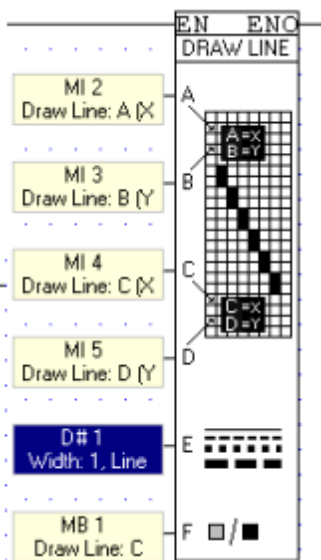 EN ENO
DRAW LINE
MI 2
Draw Line: A (X
A
A =X
B =Y
MI 3
Draw Line: B (Y
B
MI 4
Draw Line: C (X
C
C =X
D =Y
MI 5
Draw Line: D (Y
D
D# 1
Width: 1, Line
E
MB 1
Draw Line: C
F
/